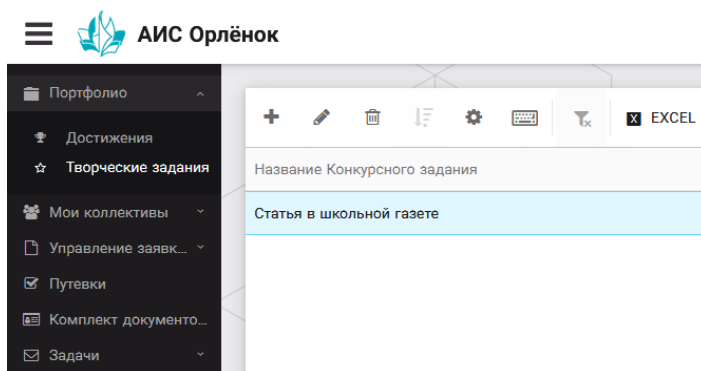 АИС Орлёнок
Портфолио
Достижения
Творческие задания
Мои коллективы
Управление заявк...
Путевки
Комплект документо...
Задачи
X EXCEL
Название Конкурсного задания
Статья в школьной газете